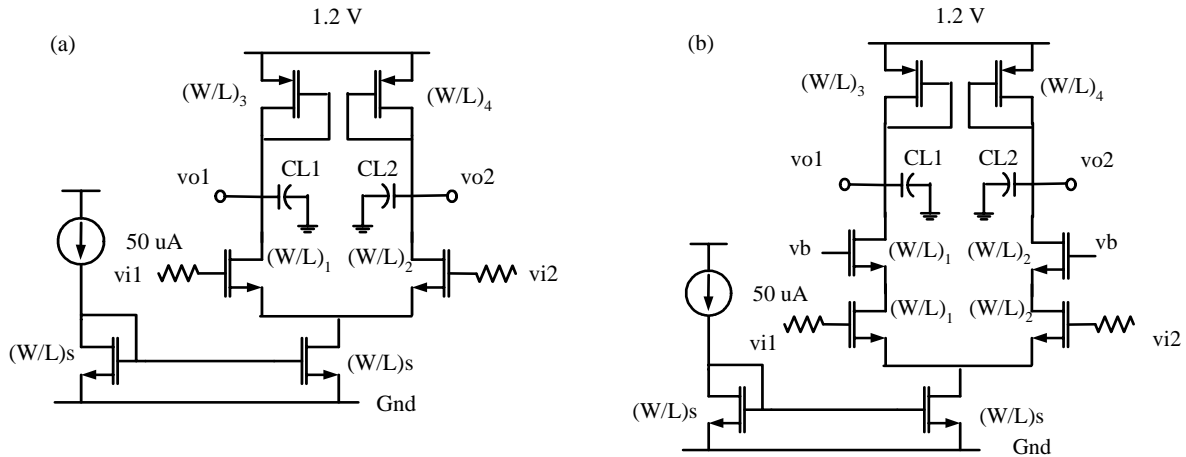 (a)
1.2 V
(W/L)3
(W/L)4
vo1
CL1
CL2
vo2
50 uA
vi1
(W/L)1
(W/L)2
vi2
(W/L)s
(W/L)s
Gnd
(b)
1.2 V
(W/L)3
(W/L)4
vo1
CL1
CL2
vo2
vb
(W/L)1
(W/L)2
vb
50 uA
vi1
(W/L)1
(W/L)2
vi2
(W/L)s
(W/L)s
Gnd